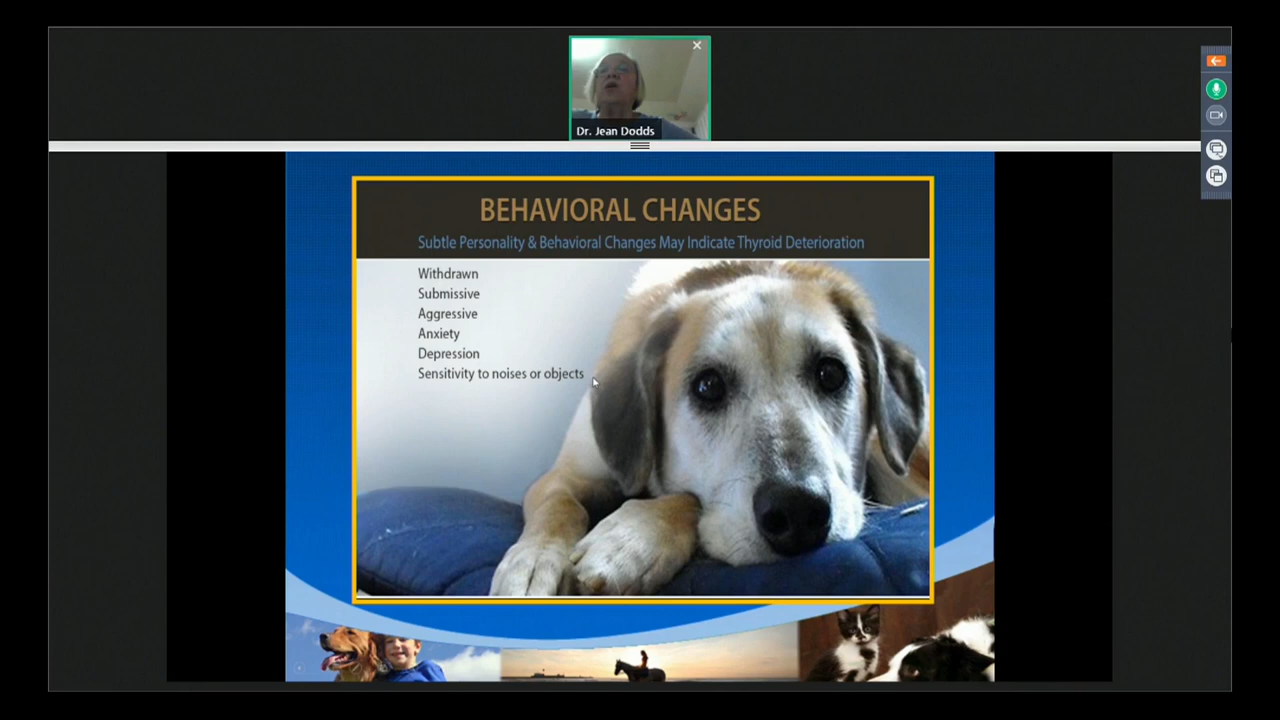 Dr. Jean Dodds
BEHAVIORAL CHANGES
Subtle Personality & Behavioral Changes May Indicate Thyroid Deterioration
Withdrawn
Submissive
Aggressive
Anxiety
Depression
Sensitivity to noises or objects